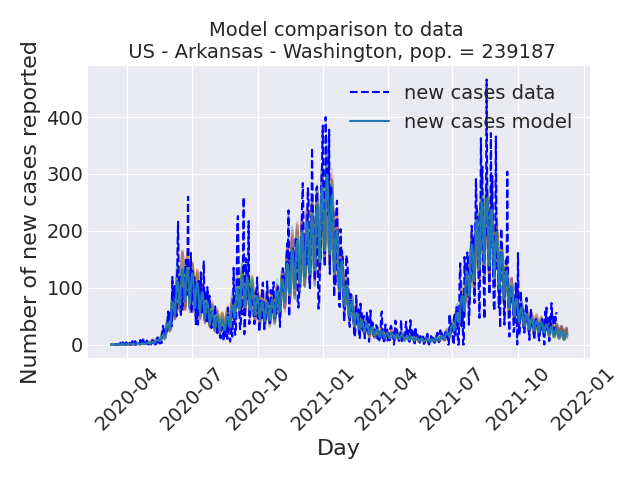 Model comparison to data
US - Arkansas - Washington, pop. = 239187
Number of new cases reported
400
300
200
100
0
new cases data
new cases model
2020-04
2020-07
2020-10
2021-01
2021-04
2021-07
2021-10
2022-01
Day